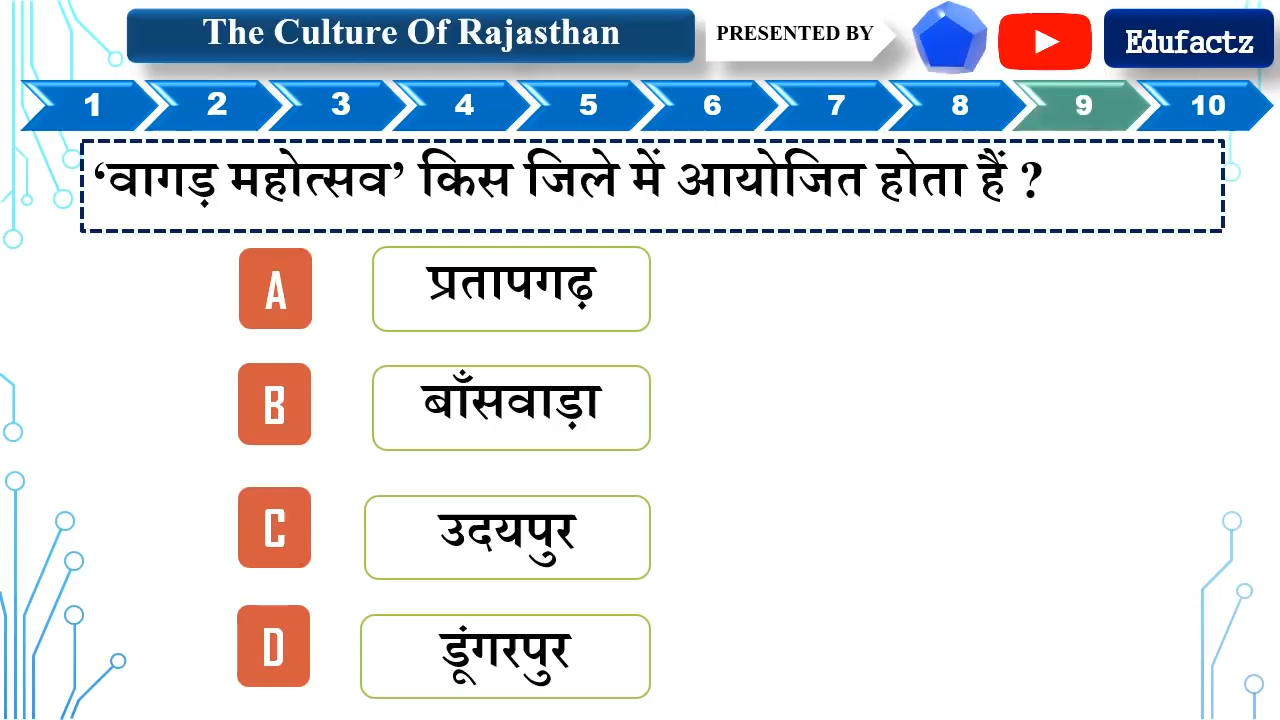 The Culture Of Rajasthan
PRESENTED BY
Edufactz
1 2 3 4 5 6 7 8 9 10
‘वागड़ महोत्सव’ किस जिले में आयोजित होता हैं ?
A प्रतापगढ़
B बाँसवाड़ा
C उदयपुर
D डूंगरपुर